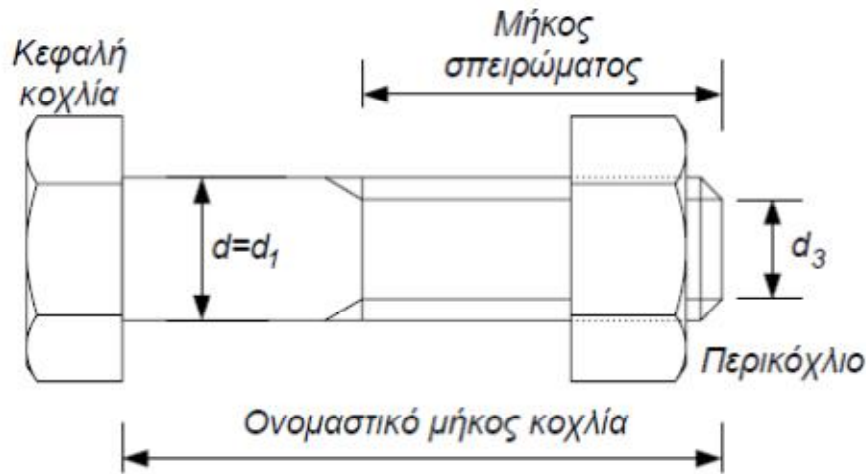 Κεφαλή
κοχλία
Μήκος
σπειρώματος
d=d₁
d₃
Περικόχλιο
Ονομαστικό μήκος κοχλία